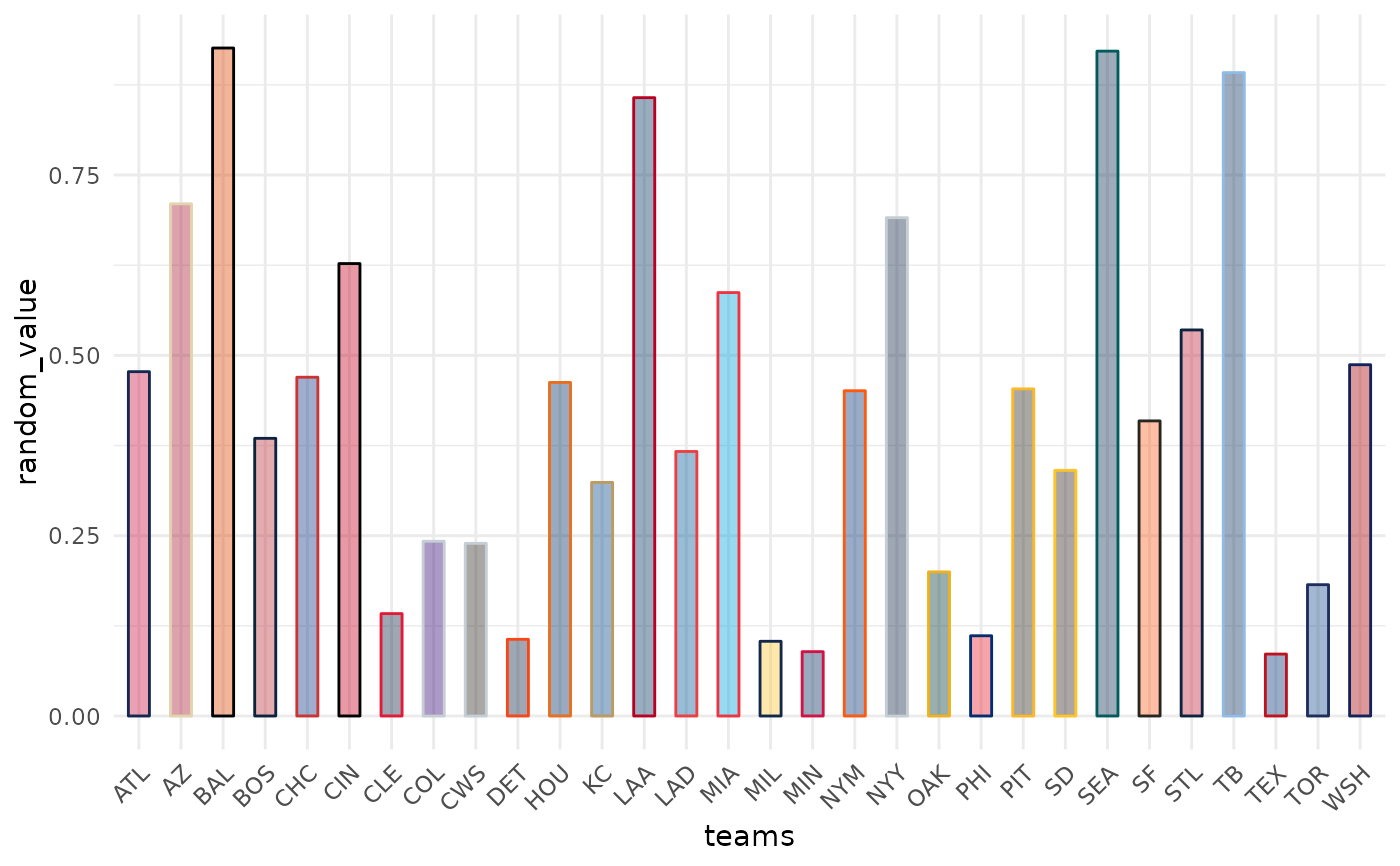 random_value
0.75
0.50
0.25
0.00
ATL AZ BAL BOS CHC CIN CLE COL CWS DET HOU KC LAA LAD MIA MIL MIN NYM NYY OAK PHI PIT SD SEA SF STL TB TEX TOR WSH
teams